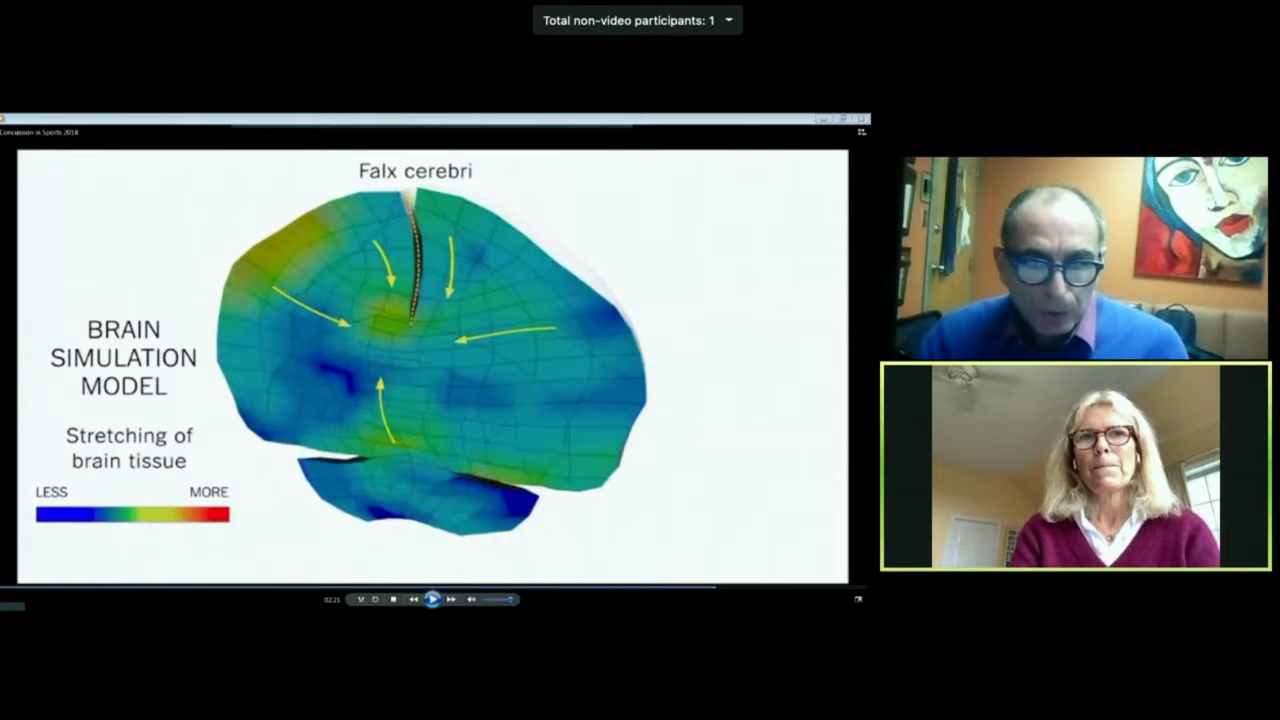 Total non-video participants: 1
Concussion in Sports 2018
Falx cerebri
BRAIN
SIMULATION
MODEL
Stretching of
brain tissue
LESS MORE
02:21